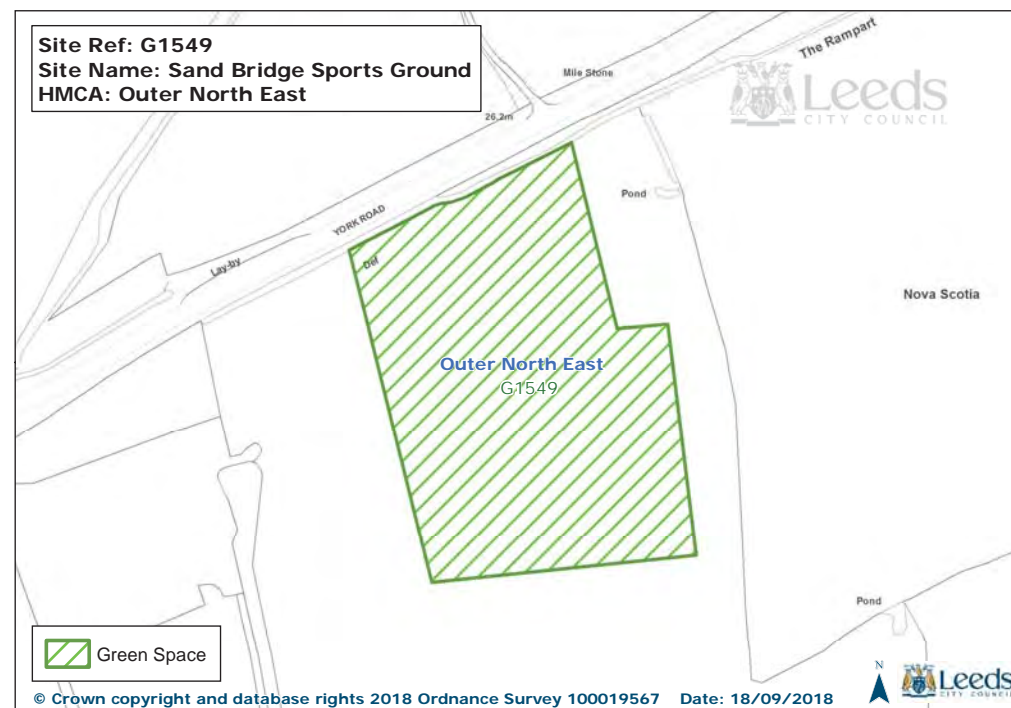 Site Ref: G1549
Site Name: Sand Bridge Sports Ground
HMCA: Outer North East
The Rampart
Mile Stone
Leeds
CITY COUNCIL
26.2m
Pond
YORK ROAD
Def
Lay-by
Nova Scotia
Outer North East
G1549
Pond
Green Space
N
Leeds
CITY COUNCIL
© Crown copyright and database rights 2018 Ordnance Survey 100019567 Date: 18/09/2018